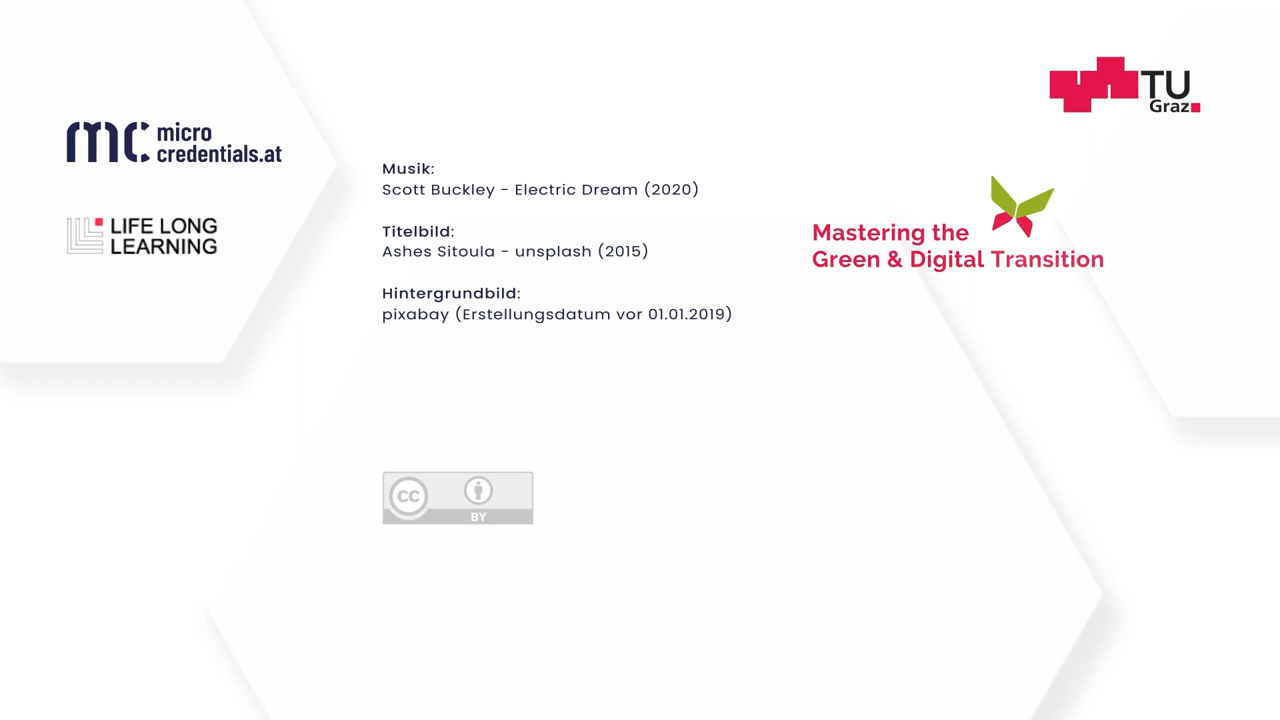 micro
credentials.at
LIFE LONG
LEARNING
Musik:
Scott Buckley - Electric Dream (2020)
Titelbild:
Ashes Sitoula - unsplash (2015)
Hintergrundbild:
pixabay (Erstellungsdatum vor 01.01.2019)
cc
BY
TU
Graz
Mastering the
Green & Digital Transition